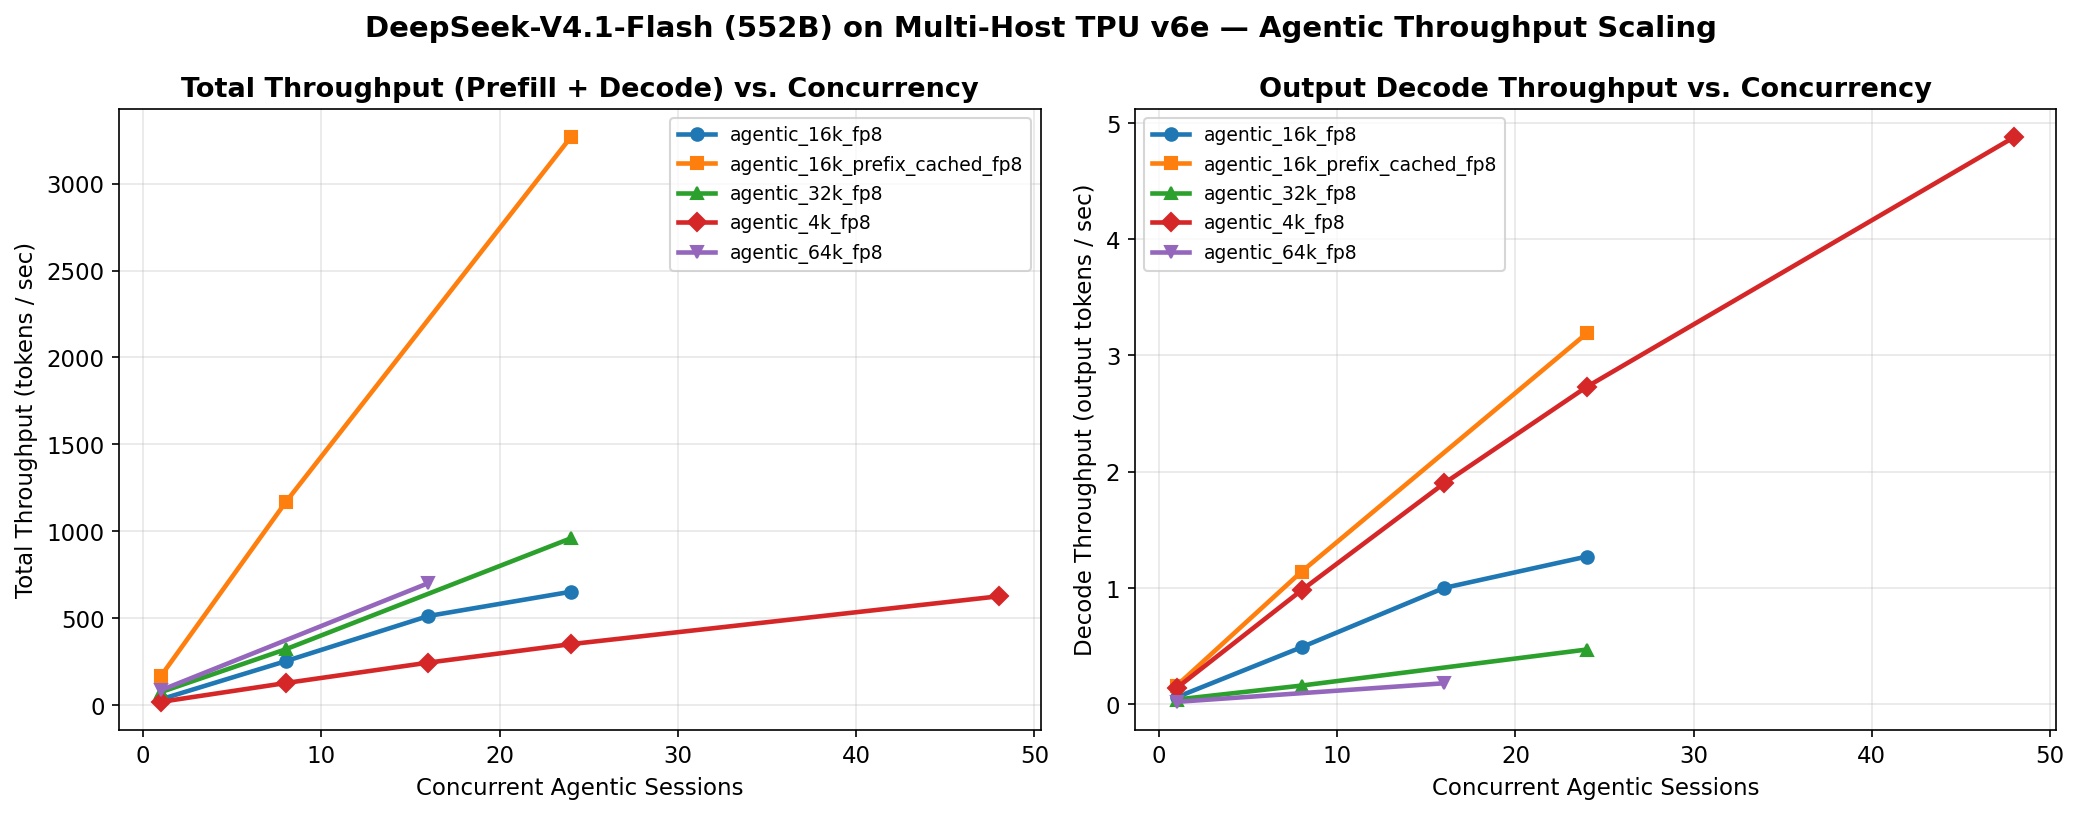 DeepSeek-V4.1-Flash (552B) on Multi-Host TPU v6e — Agentic Throughput Scaling
Total Throughput (Prefill + Decode) vs. Concurrency
Total Throughput (tokens / sec)
3000
2500
2000
1500
1000
500
0
agentic_16k_fp8
agentic_16k_prefix_cached_fp8
agentic_32k_fp8
agentic_4k_fp8
agentic_64k_fp8
0 10 20 30 40 50
Concurrent Agentic Sessions
Output Decode Throughput vs. Concurrency
Decode Throughput (output tokens / sec)
5
4
3
2
1
0
agentic_16k_fp8
agentic_16k_prefix_cached_fp8
agentic_32k_fp8
agentic_4k_fp8
agentic_64k_fp8
0 10 20 30 40 50
Concurrent Agentic Sessions